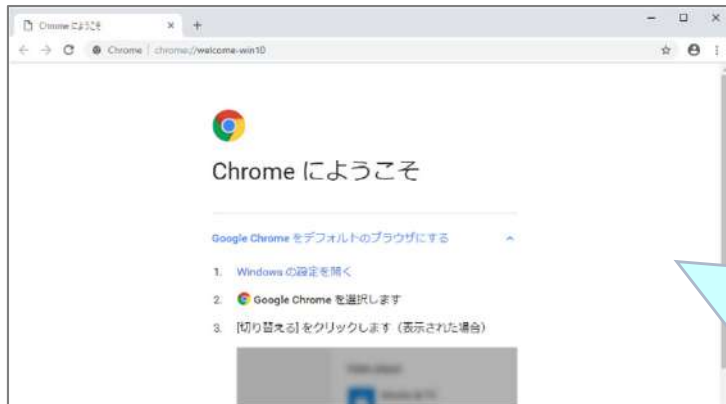 Chrome にようこそ
Chrome | chrome://welcome-win10
Chrome にようこそ
Google Chrome をデフォルトのブラウザにする
1. Windows の設定を開く
2. Google Chrome を選択します
3. [切り替える] をクリックします（表示された場合）